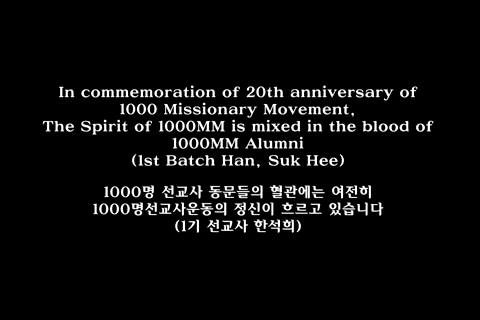 In commemoration of 20th anniversary of
1000 Missionary Movement,
The Spirit of 1000MM is mixed in the blood of
1000MM Alumni
(1st Batch Han, Suk Hee)
1000명 선교사 동문들의 혈관에는 여전히
1000명선교사운동의 정신이 흐르고 있습니다
(1기 선교사 한석희)